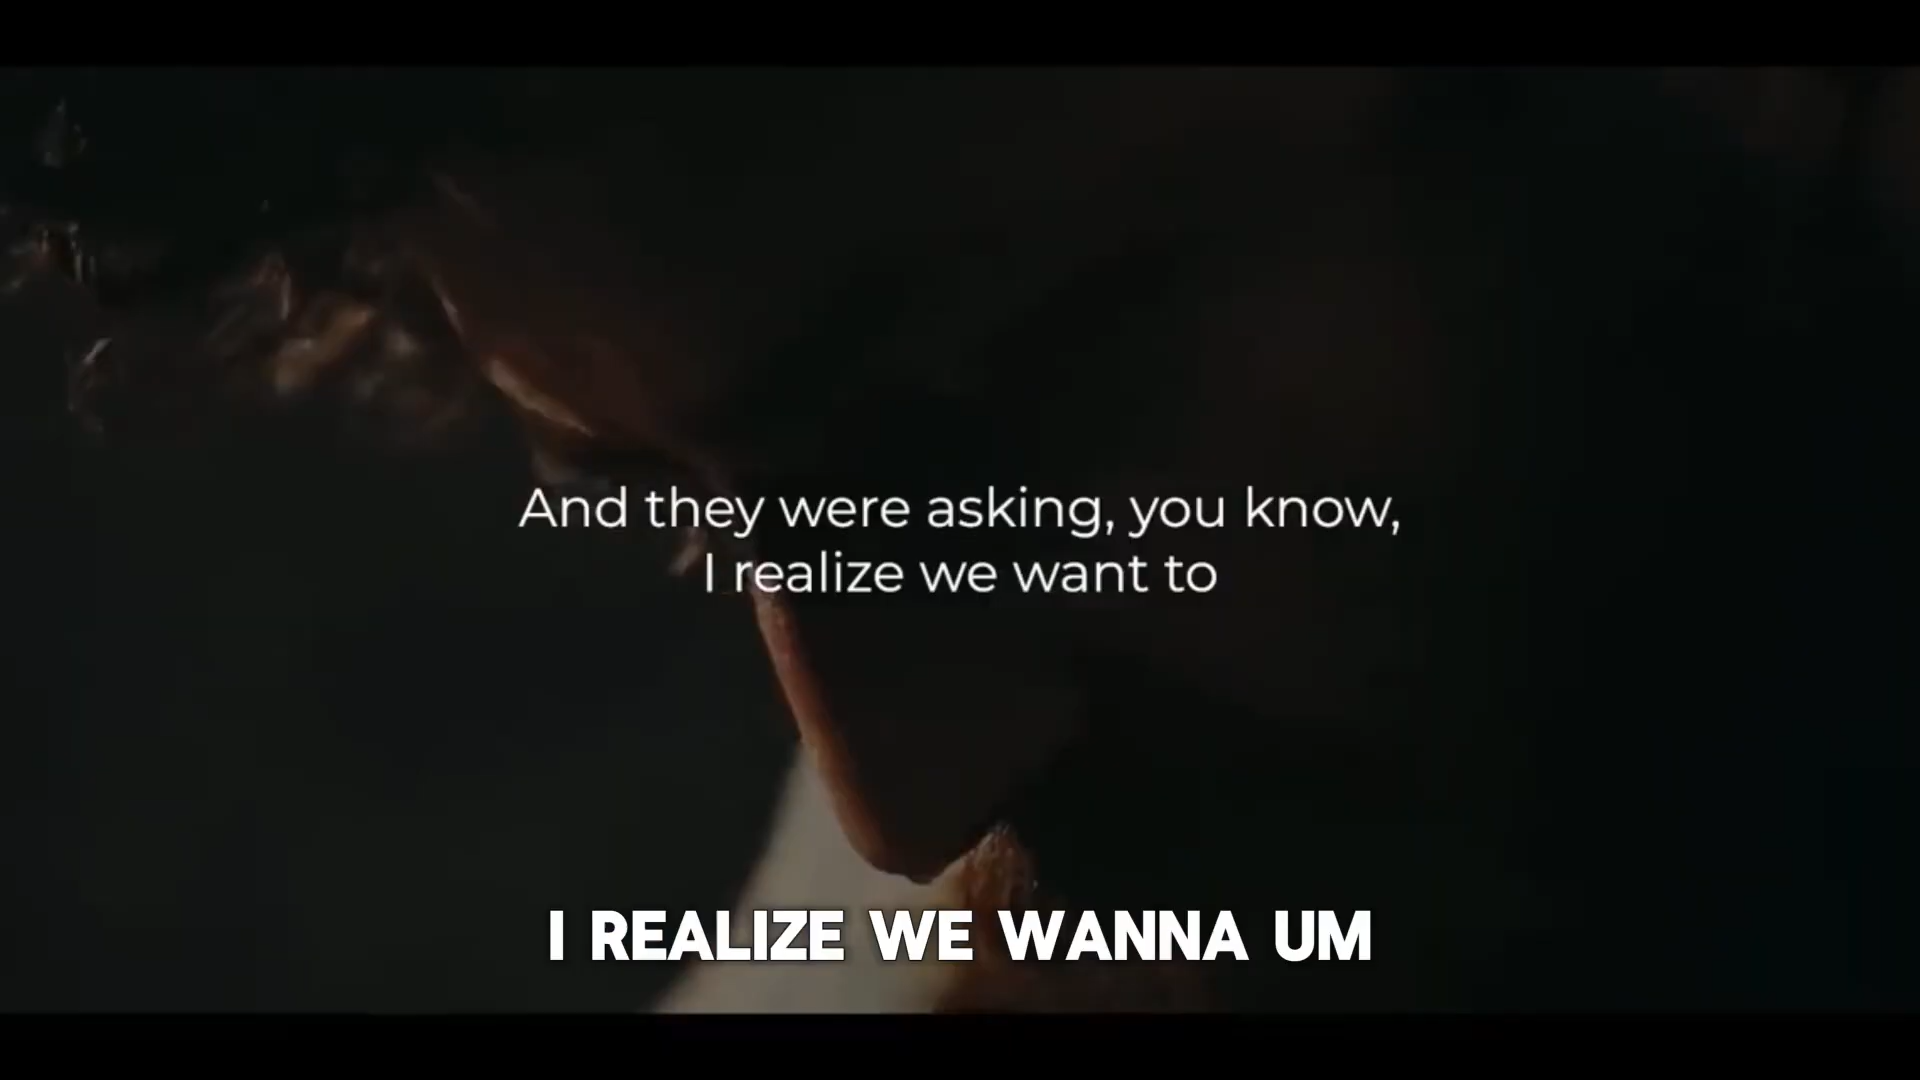 And they were asking, you know,
I realize we want to
I REALIZE WE WANNA UM